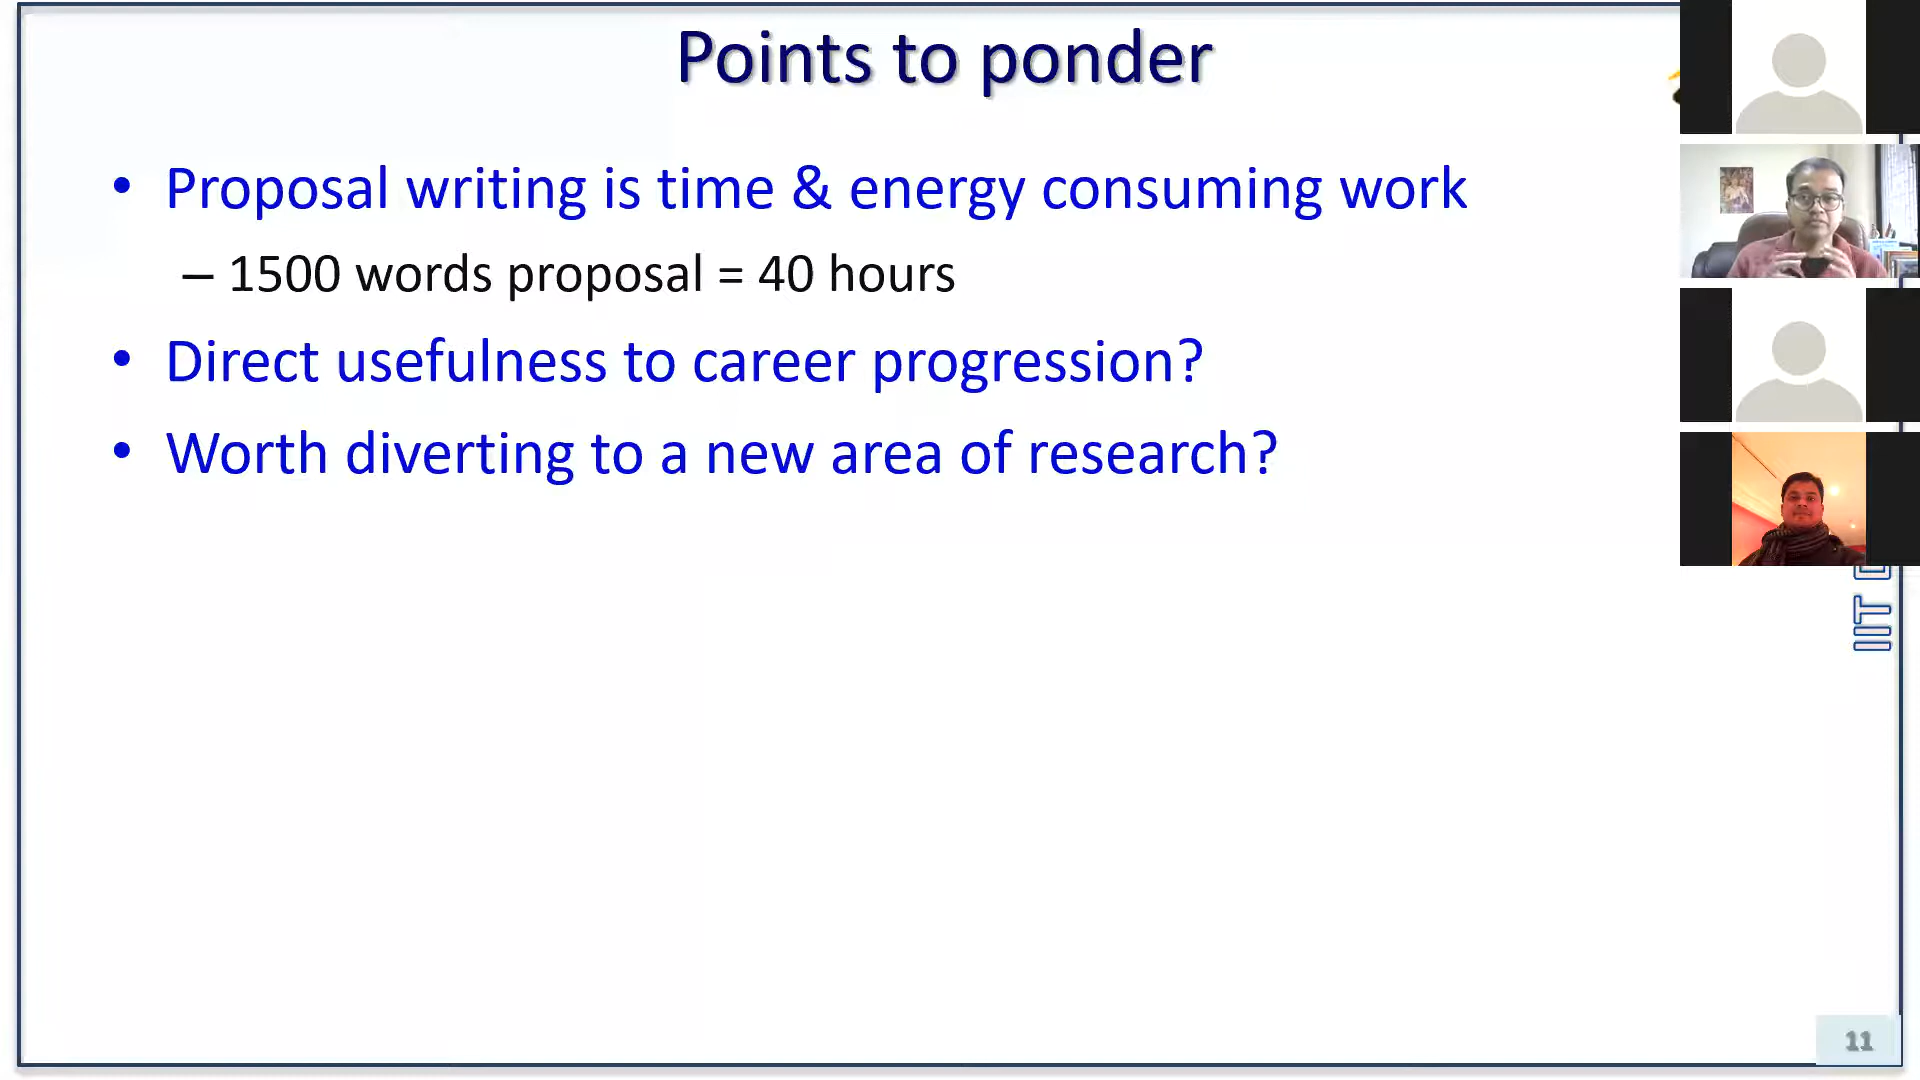 Points to ponder
• Proposal writing is time & energy consuming work
– 1500 words proposal = 40 hours
• Direct usefulness to career progression?
• Worth diverting to a new area of research?
IIT
11